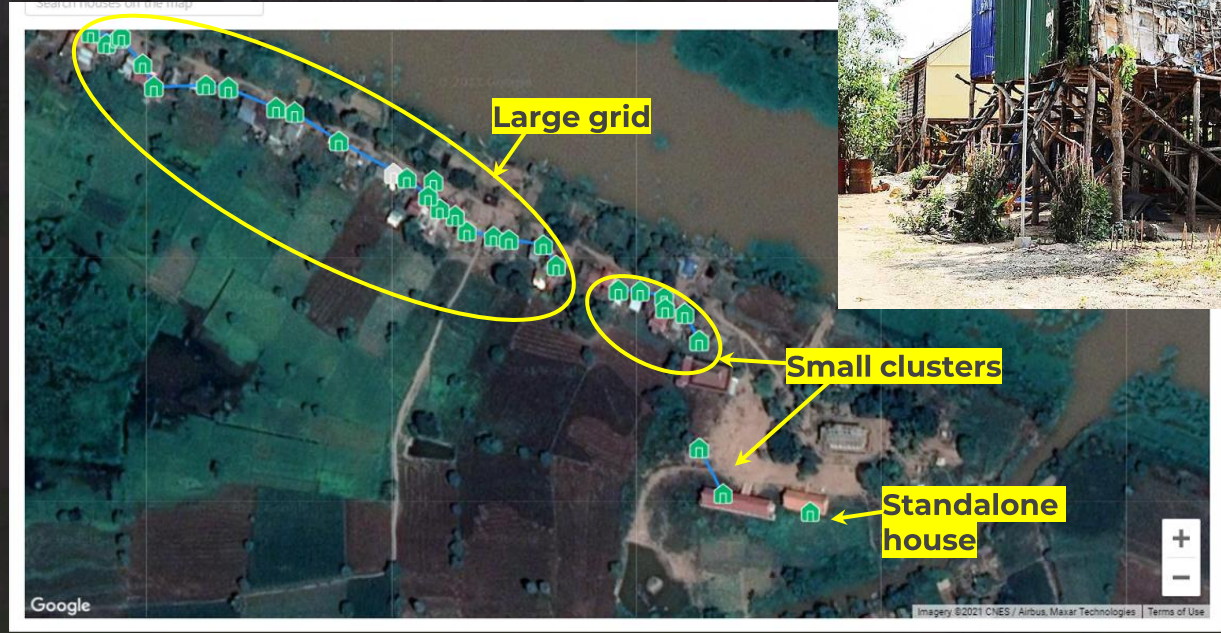 Search houses on the map
Large grid
Small clusters
Standalone
house
+
−
Google
Imagery ©2021 CNES / Airbus, Maxar Technologies
Terms of Use